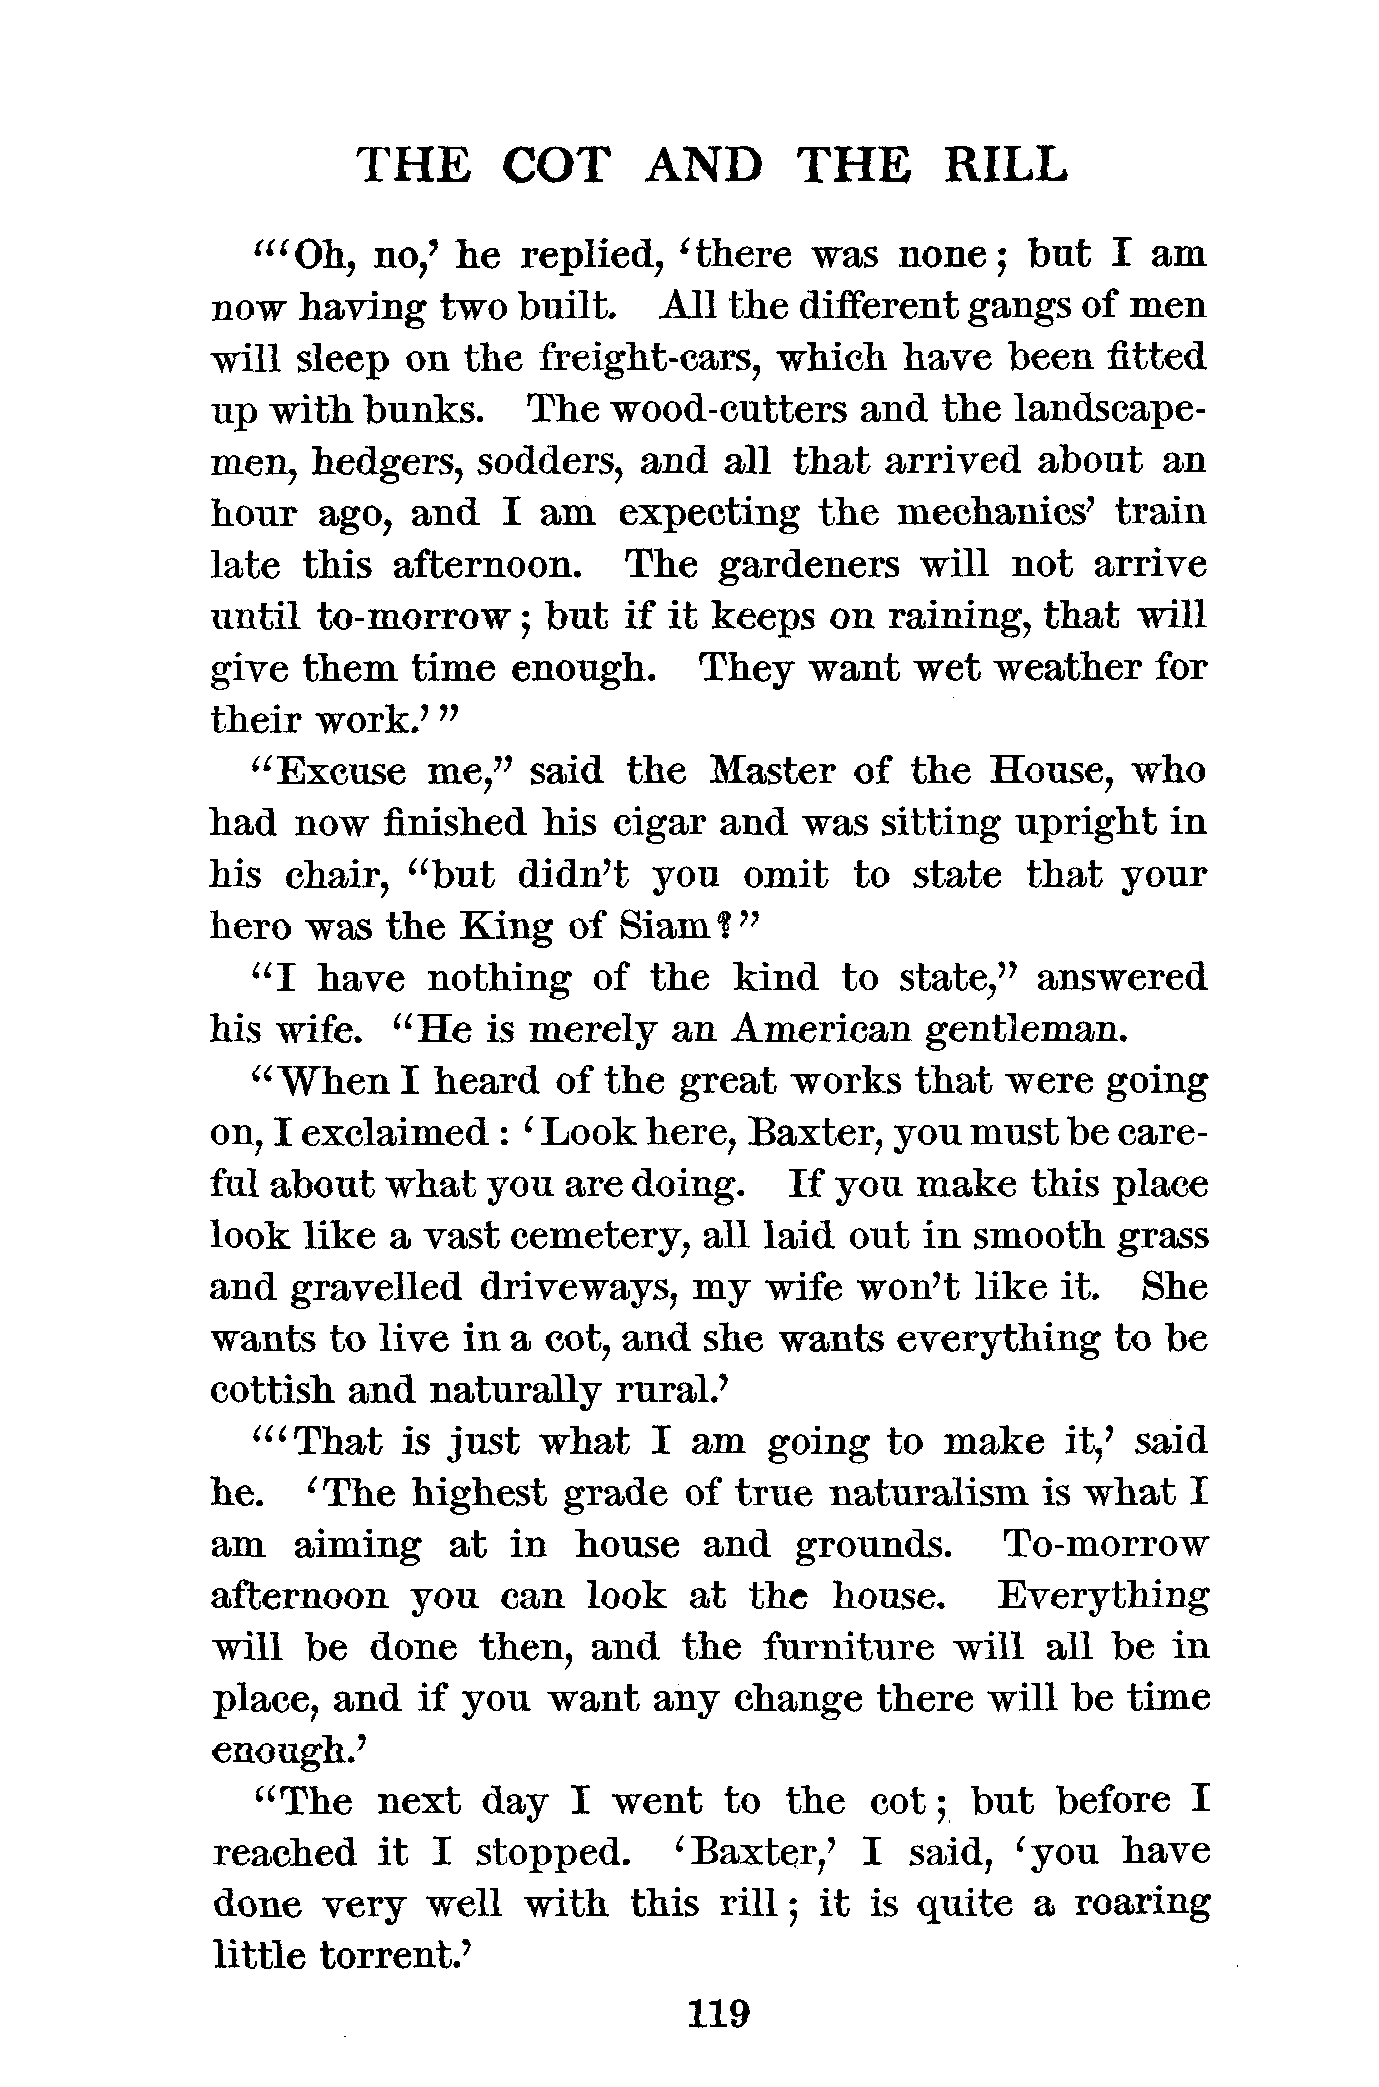 THE COT AND THE RILL
"'Oh, no,' he replied, 'there was none; but I am
now having two built. All the different gangs of men
will sleep on the freight-cars, which have been fitted
up with bunks. The wood-cutters and the landscape-
men, hedgers, sodders, and all that arrived about an
hour ago, and I am expecting the mechanics' train
late this afternoon. The gardeners will not arrive
until to-morrow; but if it keeps on raining, that will
give them time enough. They want wet weather for
their work.'"
"Excuse me," said the Master of the House, who
had now finished his cigar and was sitting upright in
his chair, "but didn't you omit to state that your
hero was the King of Siam?"
"I have nothing of the kind to state," answered
his wife. "He is merely an American gentleman.
"When I heard of the great works that were going
on, I exclaimed: 'Look here, Baxter, you must be care-
ful about what you are doing. If you make this place
look like a vast cemetery, all laid out in smooth grass
and gravelled driveways, my wife won't like it. She
wants to live in a cot, and she wants everything to be
cottish and naturally rural.'
"'That is just what I am going to make it,' said
he. 'The highest grade of true naturalism is what I
am aiming at in house and grounds. To-morrow
afternoon you can look at the house. Everything
will be done then, and the furniture will all be in
place, and if you want any change there will be time
enough.'
"The next day I went to the cot; but before I
reached it I stopped. 'Baxter,' I said, 'you have
done very well with this rill; it is quite a roaring
little torrent.'
119